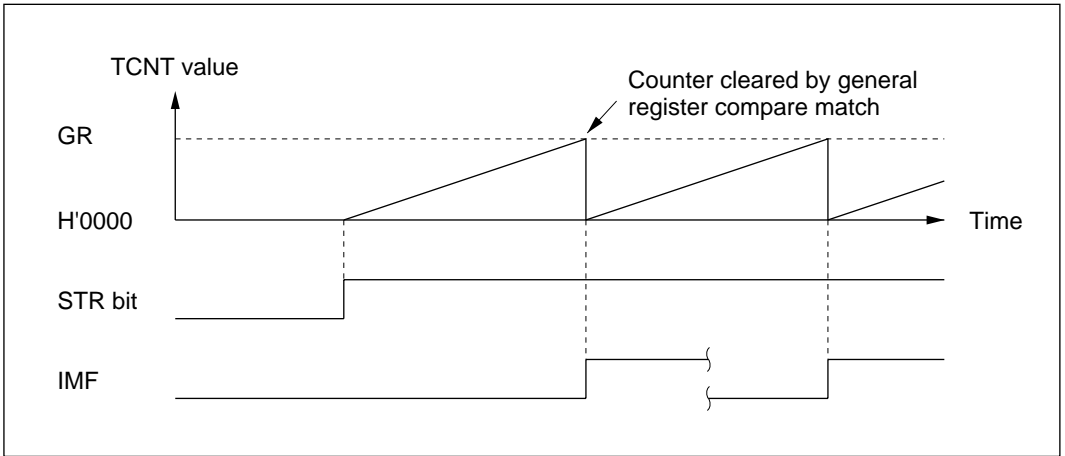 TCNT value
Counter cleared by general
register compare match
GR
H'0000
Time
STR bit
IMF